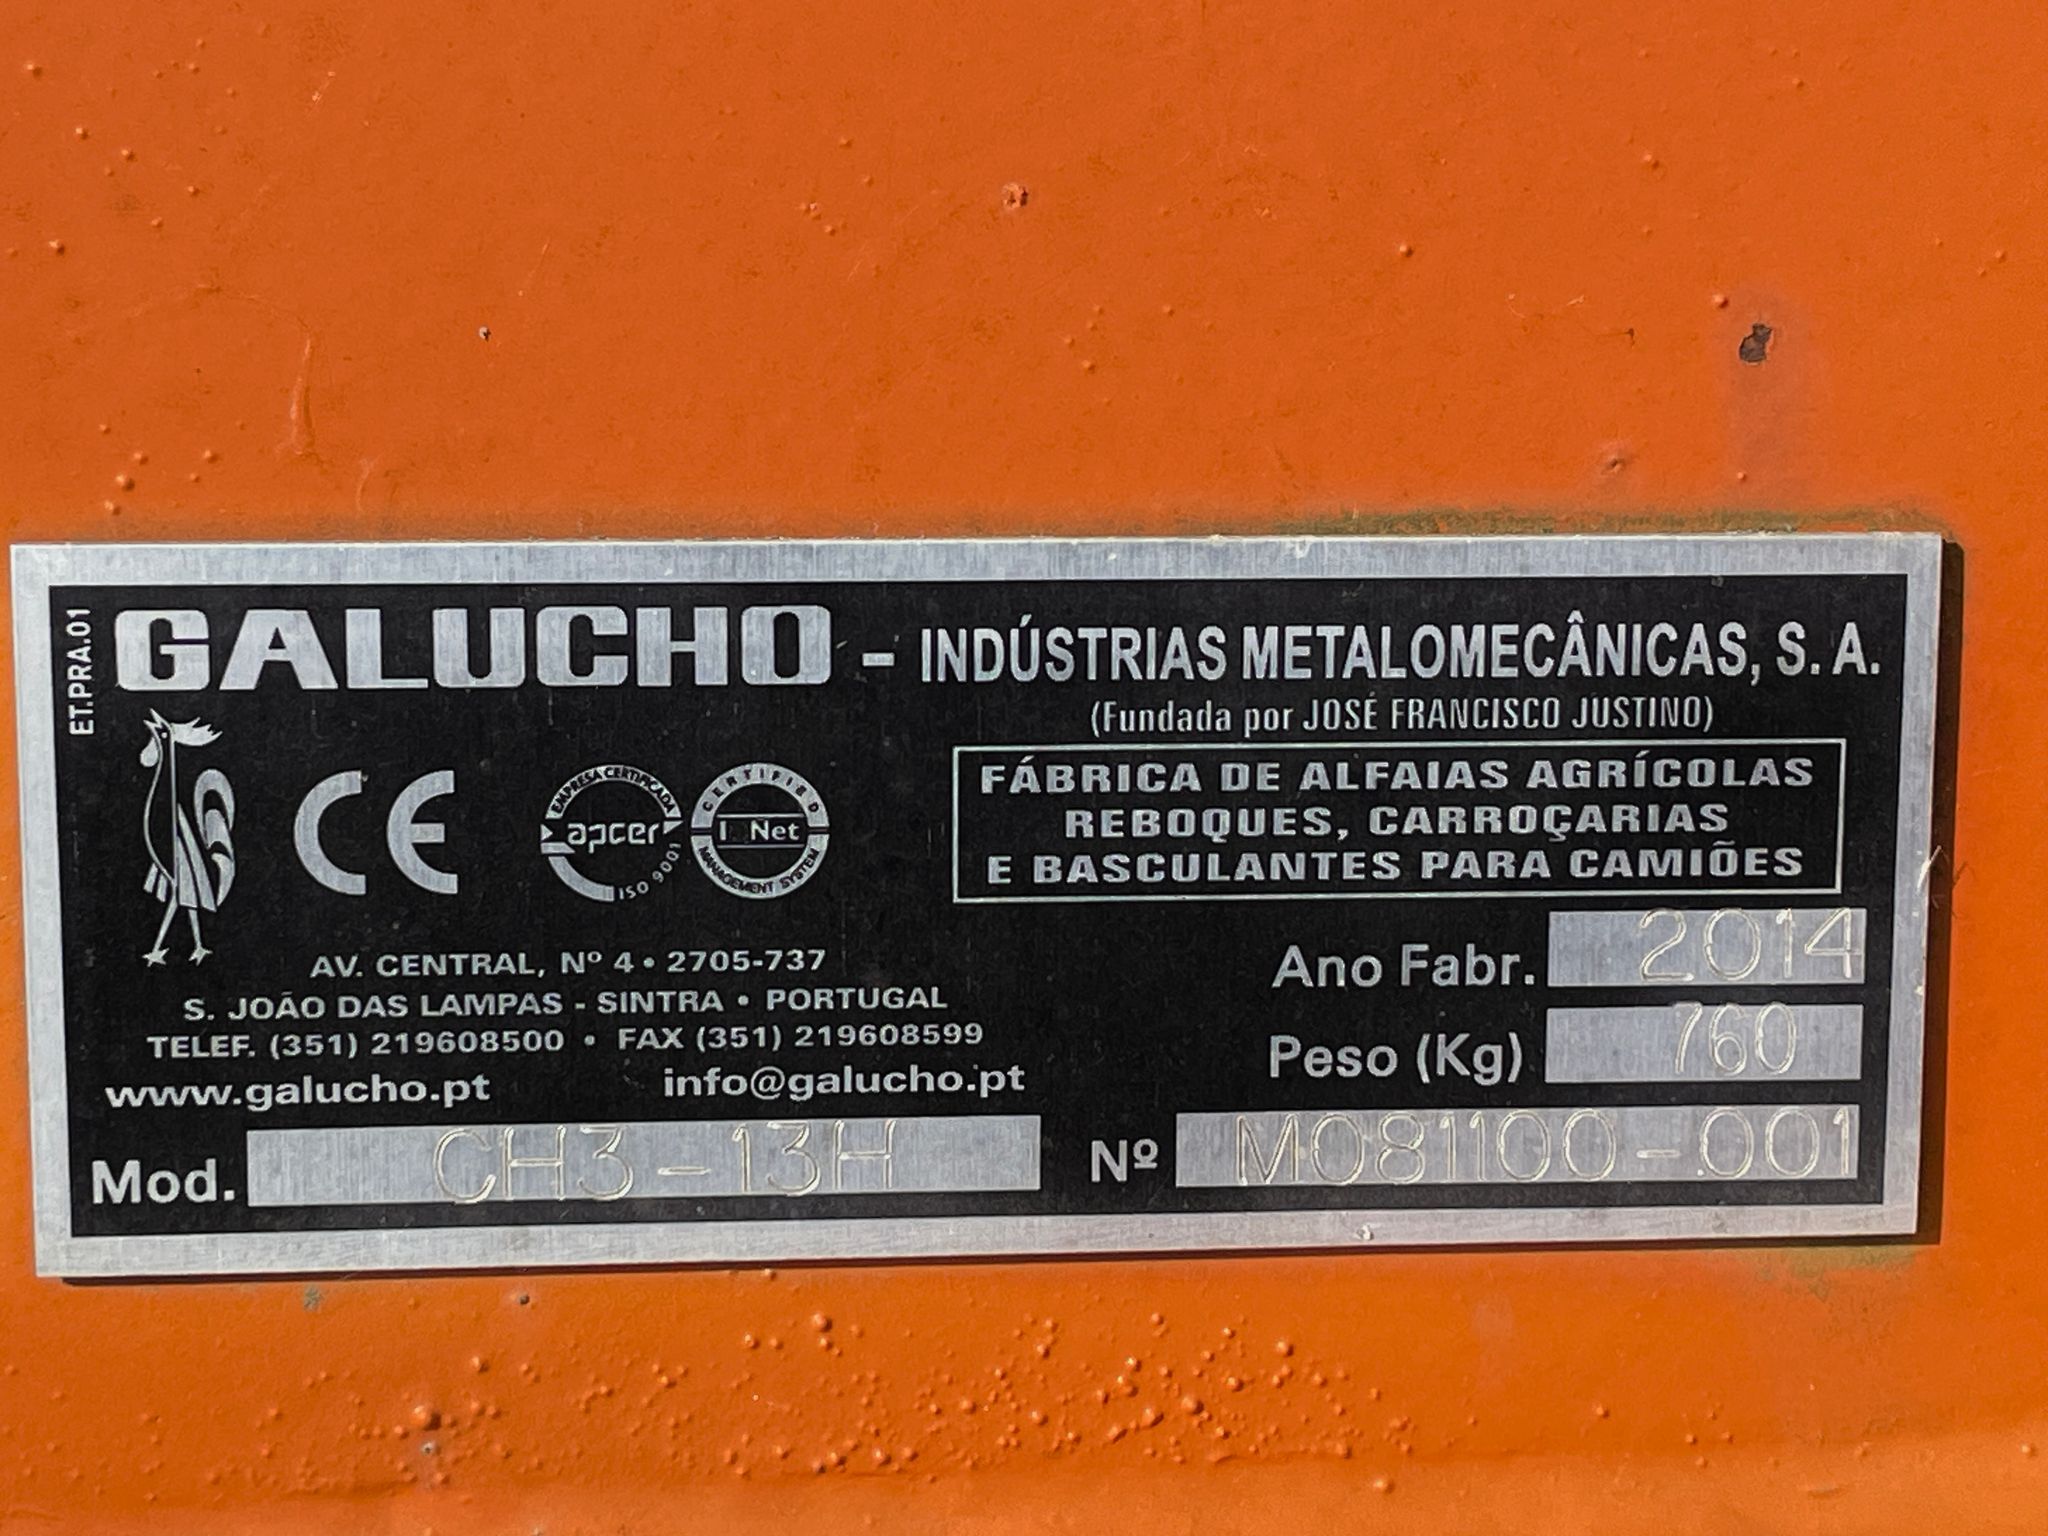 ET.PRA.01
GALUCHO - INDÚSTRIAS METALOMECÂNICAS, S. A.
(Fundada por JOSÉ FRANCISCO JUSTINO)
FÁBRICA DE ALFAIAS AGRÍCOLAS
REBOQUES, CARROÇARIAS
E BASCULANTES PARA CAMIÕES
CE
EMPRESA CERTIFICADA
apcer
ISO 9001
CERTIFIED
Net
MANAGEMENT SYSTEM
AV. CENTRAL, Nº 4 • 2705-737
S. JOÃO DAS LAMPAS - SINTRA • PORTUGAL
TELEF. (351) 219608500 • FAX (351) 219608599
www.galucho.pt info@galucho.pt
Ano Fabr. 2014
Peso (Kg) 760
Mod. CH3-13H Nº M081100-001